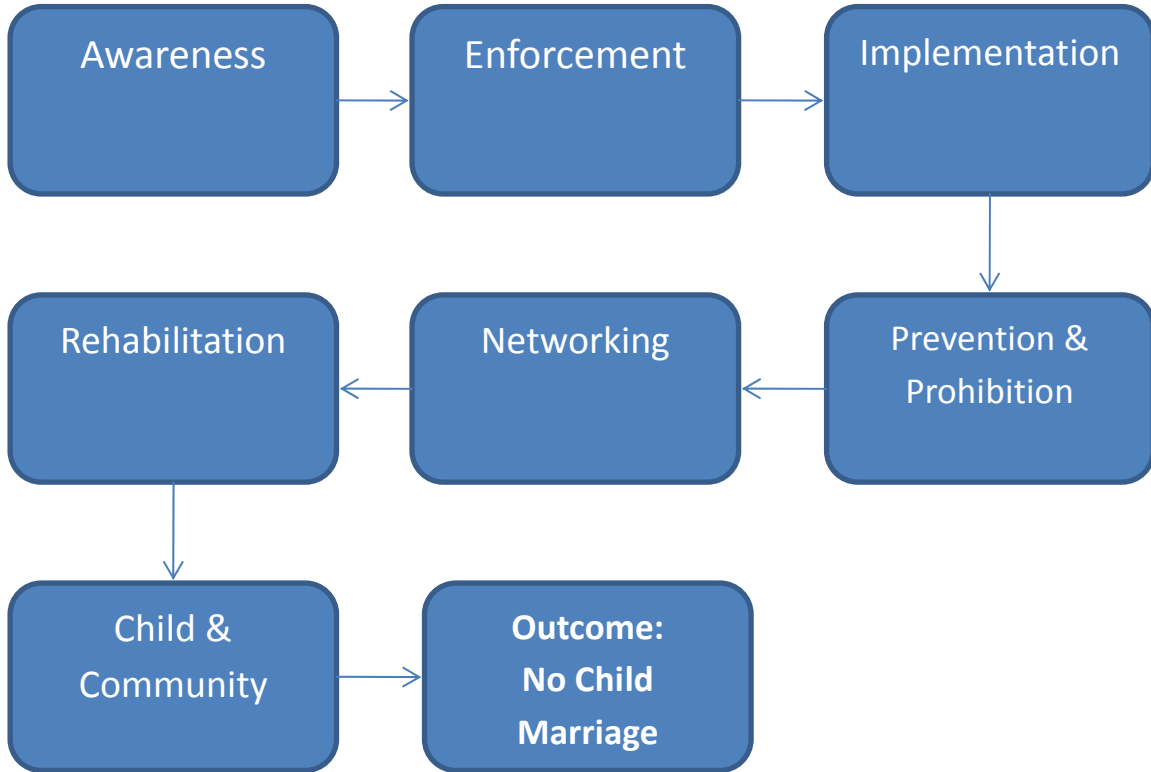 Awareness
Enforcement
Implementation
Prevention &
Prohibition
Networking
Rehabilitation
Child &
Community
Outcome:
No Child
Marriage